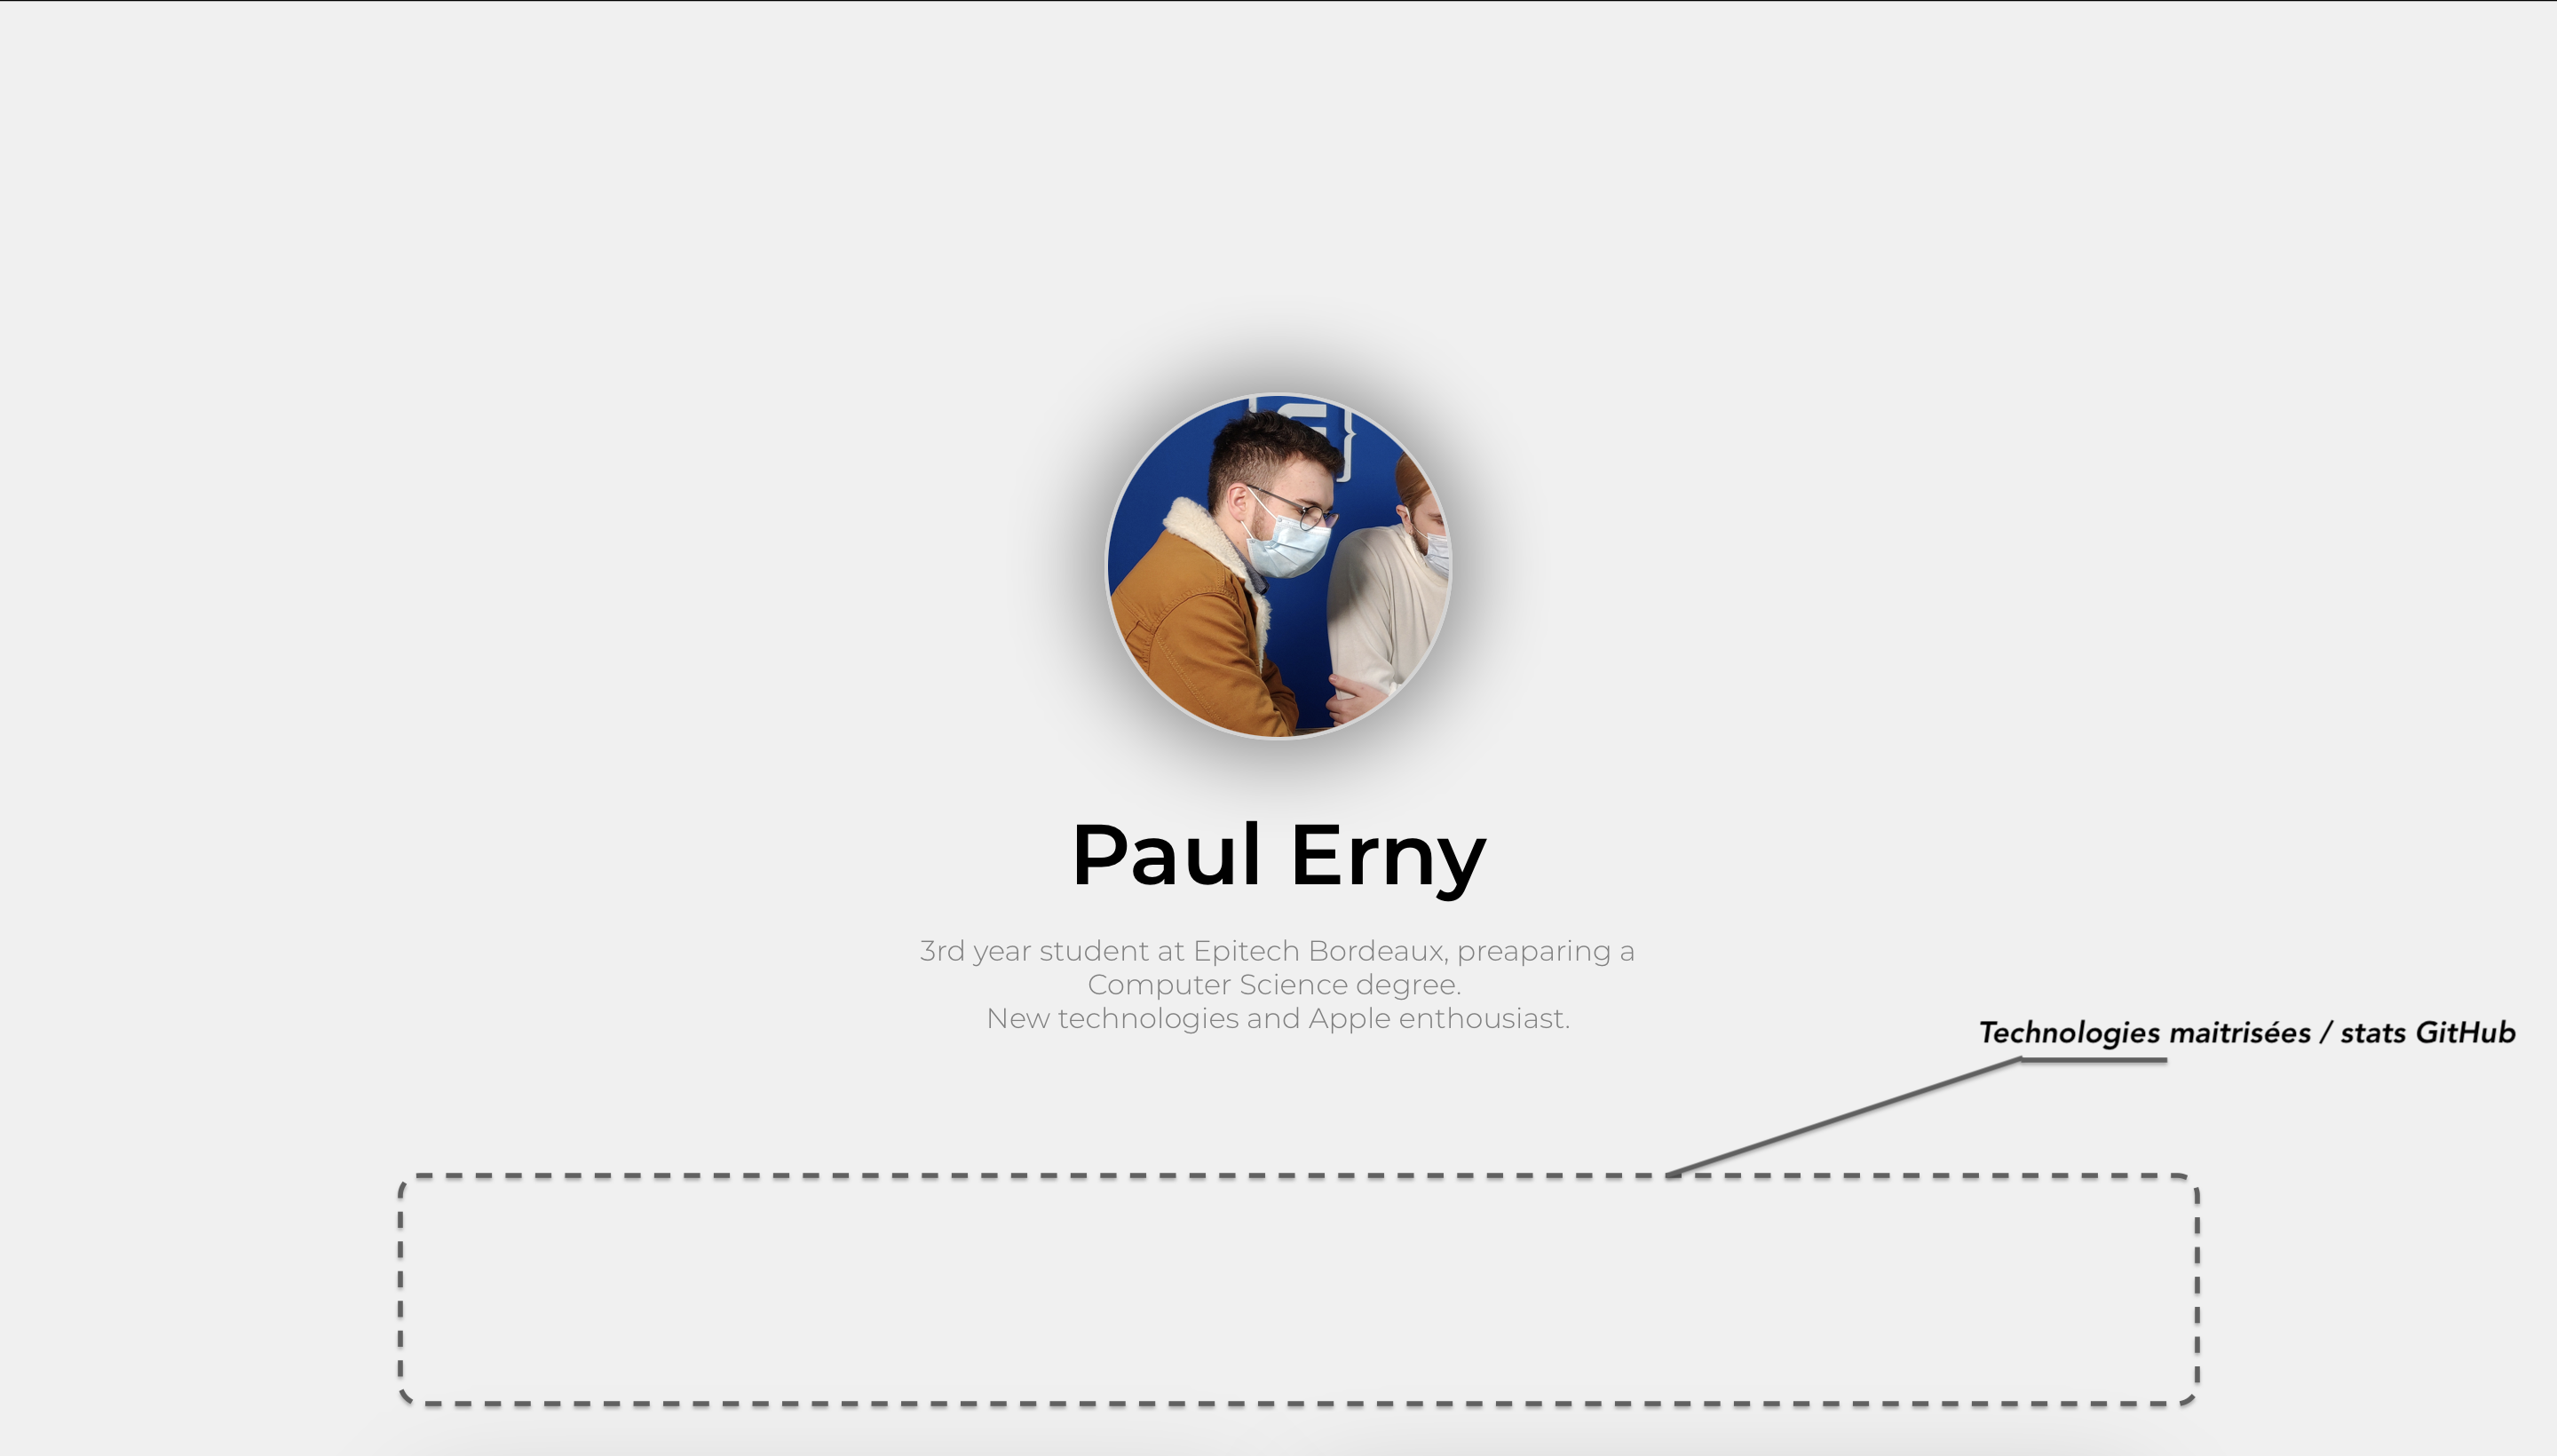 Paul Erny
3rd year student at Epitech Bordeaux, preaparing a
Computer Science degree.
New technologies and Apple enthousiast.
Technologies maitrisées / stats GitHub